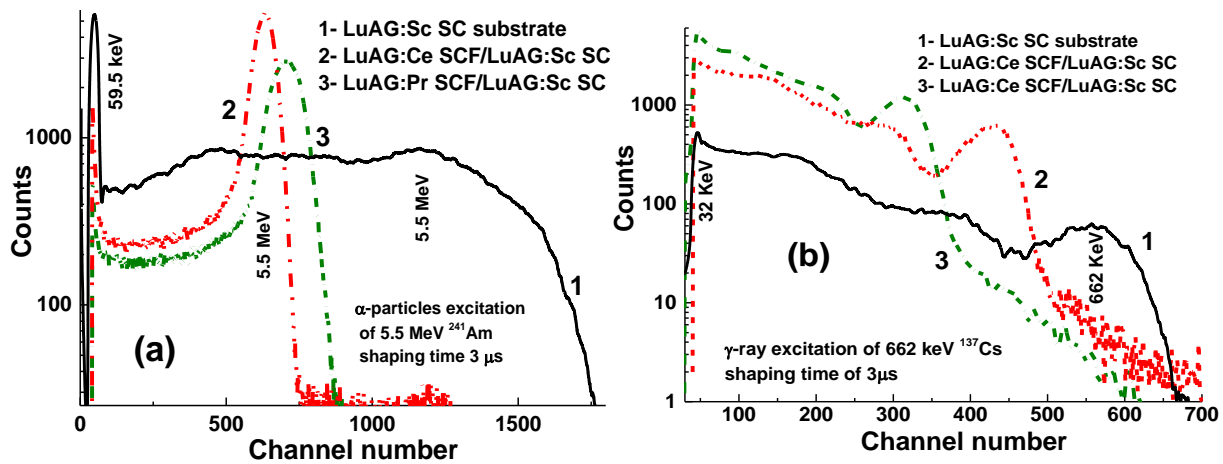 1- LuAG:Sc SC substrate
2- LuAG:Ce SCF/LuAG:Sc SC
3- LuAG:Pr SCF/LuAG:Sc SC
59.5 keV
2
3
1000
Counts
5.5 MeV
5.5 MeV
1
100
(a)
α-particles excitation
of 5.5 MeV ²⁴¹Am
shaping time 3 μs
0
500
1000
1500
Channel number
1- LuAG:Sc SC substrate
2- LuAG:Ce SCF/LuAG:Sc SC
3- LuAG:Ce SCF/LuAG:Sc SC
1000
Counts
32 KeV
2
100
3
662 KeV
1
(b)
10
γ-ray excitation of 662 keV ¹³⁷Cs
shaping time of 3μs
1
100
200
300
400
500
600
700
Channel number